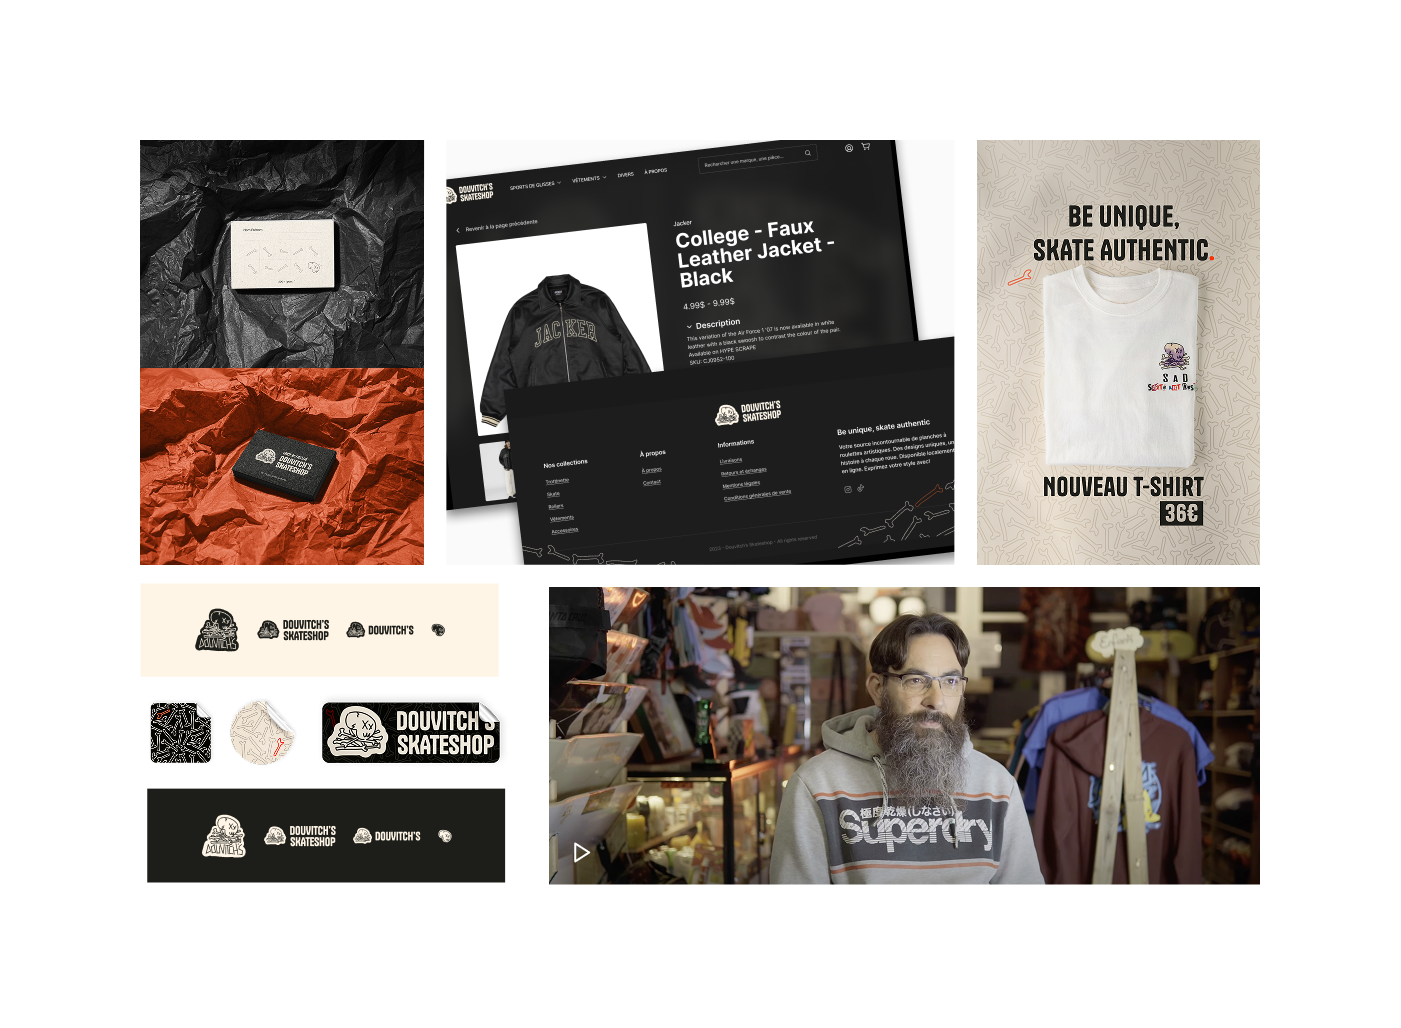 DOUVITCH'S
SKATESHOP
DOUVITCH'S
SKATESHOP
SPORTS DE GLISSES
VÊTEMENTS
DIVERS
À PROPOS
Rechercher une marque, une pièce...
Revenir à la page précédente
JACKER
Jacker
College - Faux
Leather Jacket -
Black
4.99$ - 9.99$
Description
This variation of the Air Force 1 '07 is now available in white
leather with a black swoosh to contrast the colour of the pair.
Available on HYPE SCRAPE
SKU: CJ0952-100
DOUVITCH'S
SKATESHOP
Nos collections
Trottinette
Skate
Rollers
Vêtements
Accessoires
À propos
À propos
Contact
Informations
Livraisons
Retours et échanges
Mentions légales
Conditions générales de vente
Be unique, skate authentic
Votre source incontournable de planches à
roulettes artistiques. Des designs uniques, un
histoire à chaque roue. Disponible localement
en ligne. Exprimez votre style avec!
Douvitchs Skateshop - All rights reserved
BE UNIQUE,
SKATE AUTHENTIC.
SAD
NOUVEAU T-SHIRT
36€
DOUVITCH'S
DOUVITCH'S
SKATESHOP
DOUVITCH'S
DOUVITCH'S
SKATESHOP
DOUVITCH'S
DOUVITCH'S
SKATESHOP
DOUVITCH'S
極度乾燥(しなさい)
Superdry